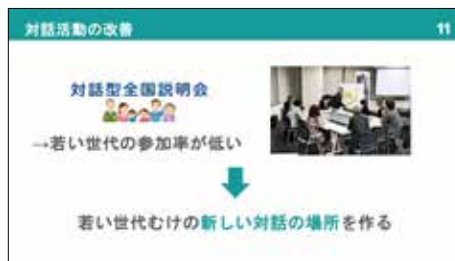 対話活動の改善
11
対話型全国説明会
→若い世代の参加率が低い
若い世代むけの新しい対話の場所を作る